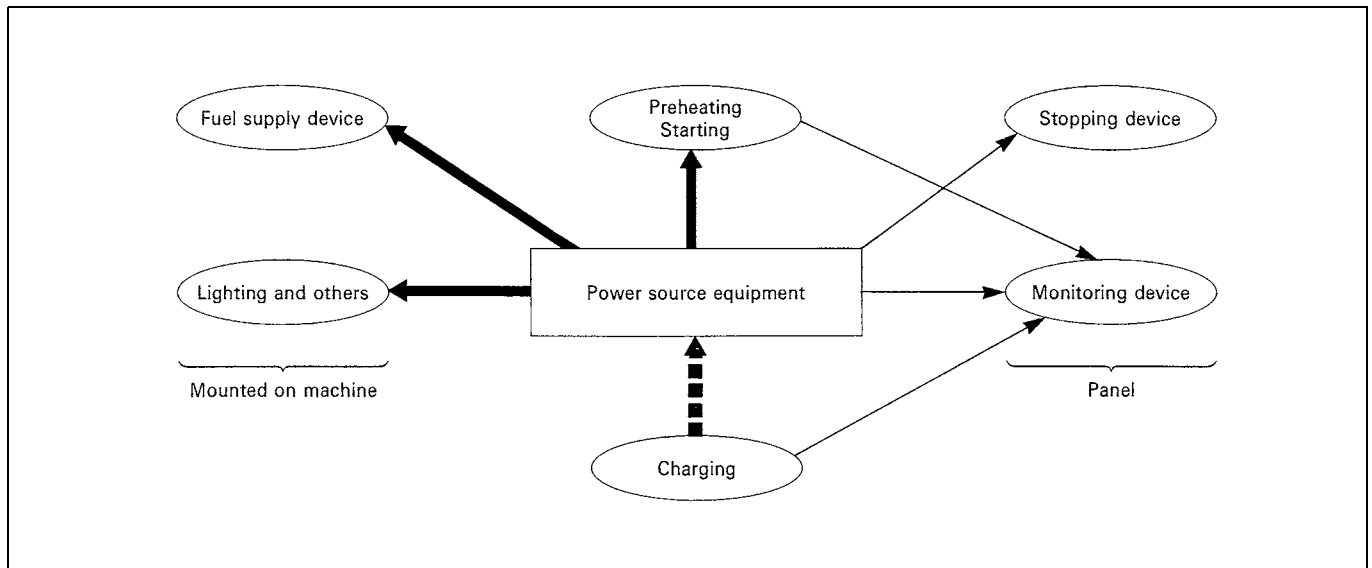 Fuel supply device
Preheating
Starting
Stopping device
Lighting and others
Power source equipment
Monitoring device
Mounted on machine
Panel
Charging